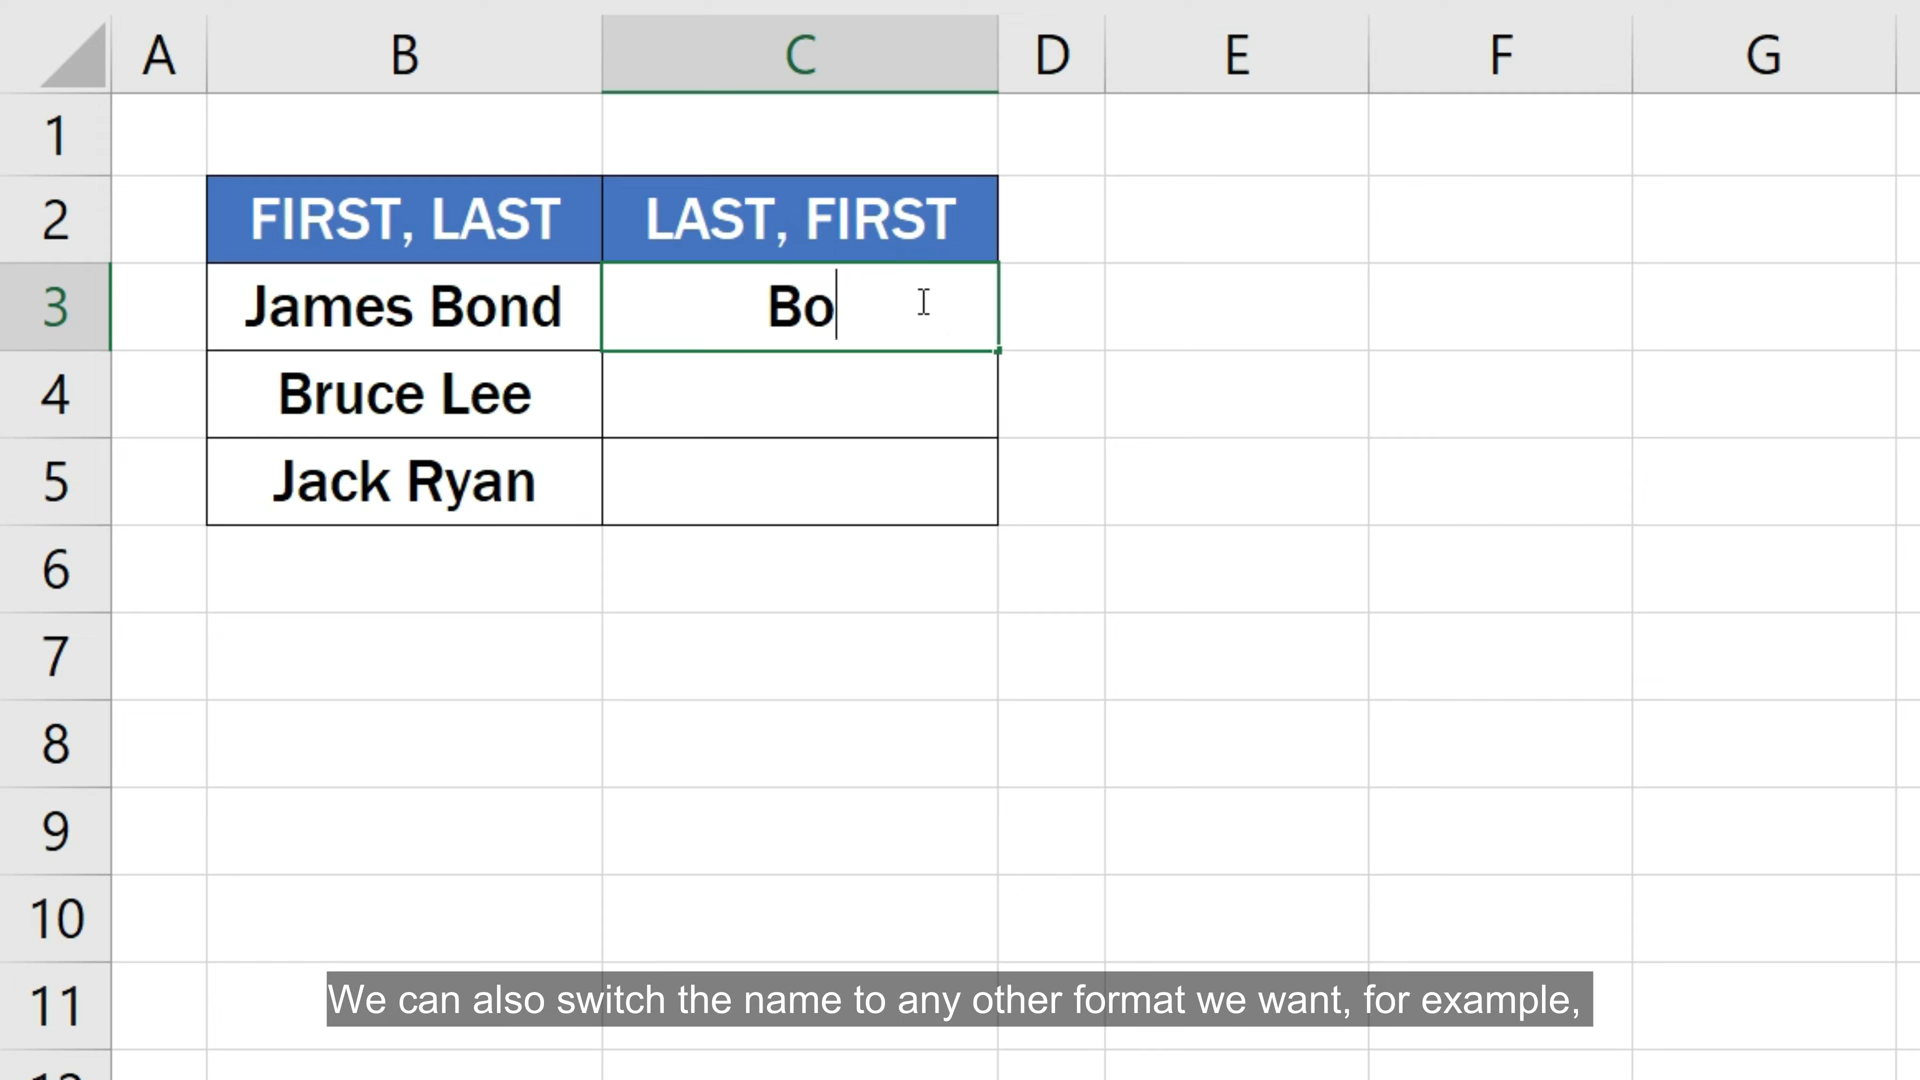 A B C D E F G
1
2 FIRST, LAST LAST, FIRST
3 James Bond Bo
4 Bruce Lee
5 Jack Ryan
6
7
8
9
10
11
We can also switch the name to any other format we want, for example,